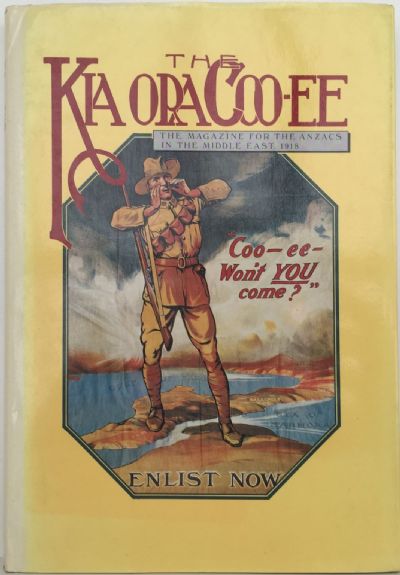 THE
KIA ORA COO-EE
THE MAGAZINE FOR THE ANZACS
IN THE MIDDLE EAST, 1918
"Coo-ee-
Won't YOU
come?"
ENLIST NOW